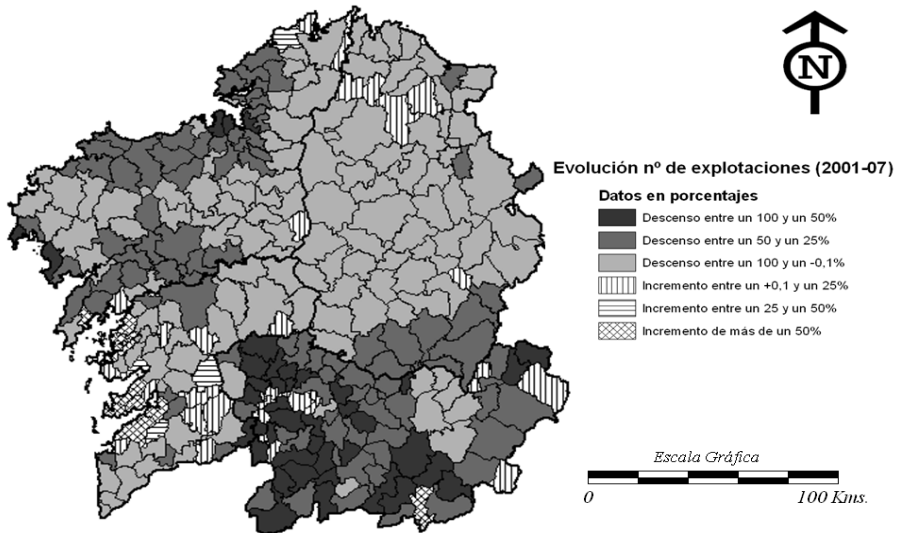 N
Evolución nº de explotaciones (2001-07)
Datos en porcentajes
Descenso entre un 100 y un 50%
Descenso entre un 50 y un 25%
Descenso entre un 100 y un -0,1%
Incremento entre un +0,1 y un 25%
Incremento entre un 25 y un 50%
Incremento de más de un 50%
Escala Gráfica
0 100 Kms.